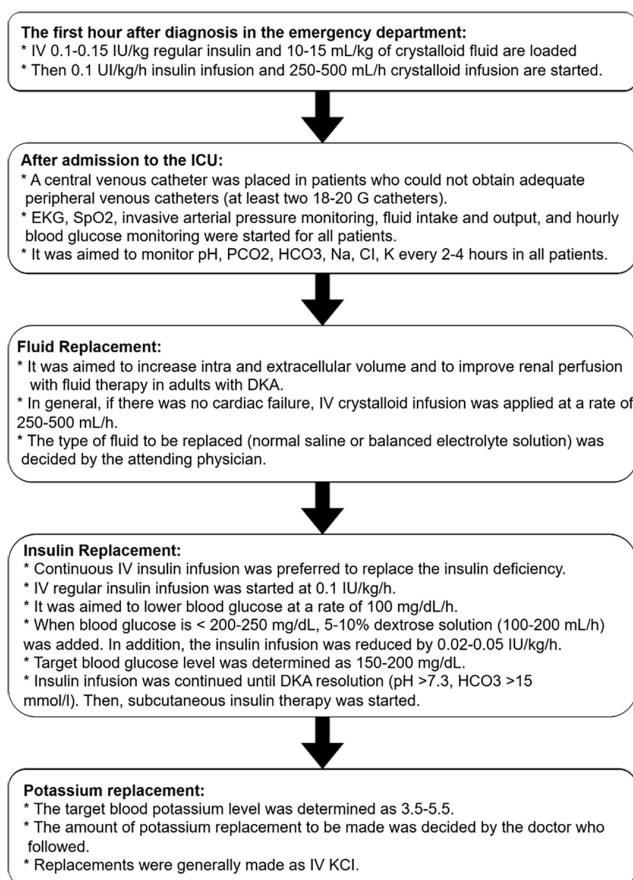 The first hour after diagnosis in the emergency department:
* IV 0.1-0.15 IU/kg regular insulin and 10-15 mL/kg of crystalloid fluid are loaded
* Then 0.1 UI/kg/h insulin infusion and 250-500 mL/h crystalloid infusion are started.
After admission to the ICU:
* A central venous catheter was placed in patients who could not obtain adequate
peripheral venous catheters (at least two 18-20 G catheters).
* EKG, SpO2, invasive arterial pressure monitoring, fluid intake and output, and hourly
blood glucose monitoring were started for all patients.
* It was aimed to monitor pH, PCO2, HCO3, Na, Cl, K every 2-4 hours in all patients.
Fluid Replacement:
* It was aimed to increase intra and extracellular volume and to improve renal perfusion
with fluid therapy in adults with DKA.
* In general, if there was no cardiac failure, IV crystalloid infusion was applied at a rate of
250-500 mL/h.
* The type of fluid to be replaced (normal saline or balanced electrolyte solution) was
decided by the attending physician.
Insulin Replacement:
* Continuous IV insulin infusion was preferred to replace the insulin deficiency.
* IV regular insulin infusion was started at 0.1 IU/kg/h.
* It was aimed to lower blood glucose at a rate of 100 mg/dL/h.
* When blood glucose is < 200-250 mg/dL, 5-10% dextrose solution (100-200 mL/h)
was added. In addition, the insulin infusion was reduced by 0.02-0.05 IU/kg/h.
* Target blood glucose level was determined as 150-200 mg/dL.
* Insulin infusion was continued until DKA resolution (pH >7.3, HCO3 >15
mmol/l). Then, subcutaneous insulin therapy was started.
Potassium replacement:
* The target blood potassium level was determined as 3.5-5.5.
* The amount of potassium replacement to be made was decided by the doctor who
followed.
* Replacements were generally made as IV KCl.